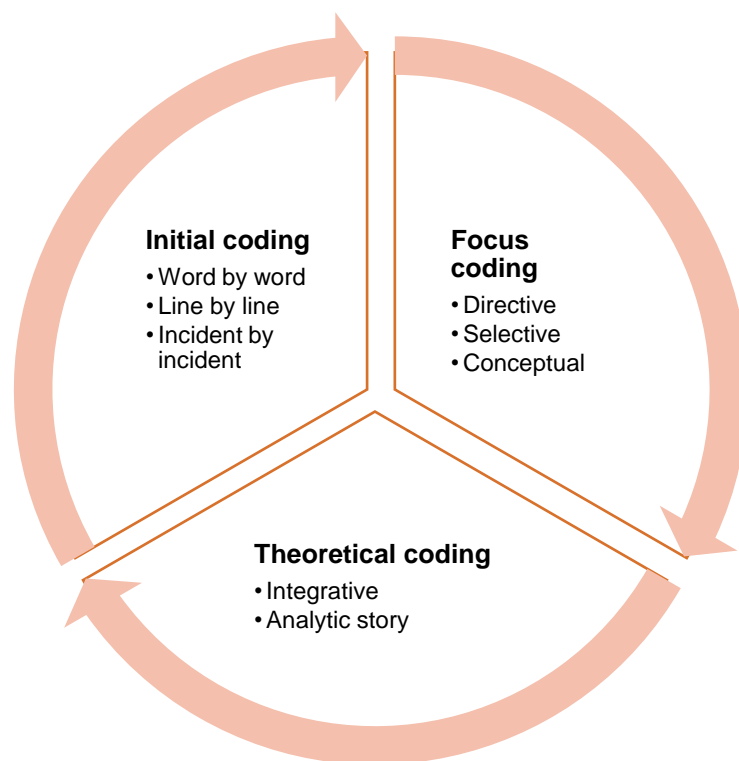 Initial coding
• Word by word
• Line by line
• Incident by
incident
Focus
coding
• Directive
• Selective
• Conceptual
Theoretical coding
• Integrative
• Analytic story